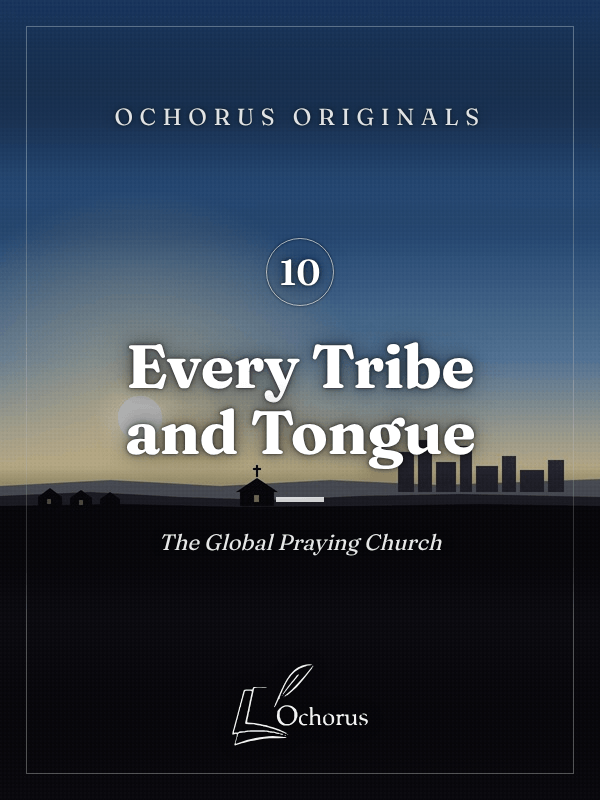 OCHORUS ORIGINALS
10
Every Tribe
and Tongue
The Global Praying Church
Ochorus